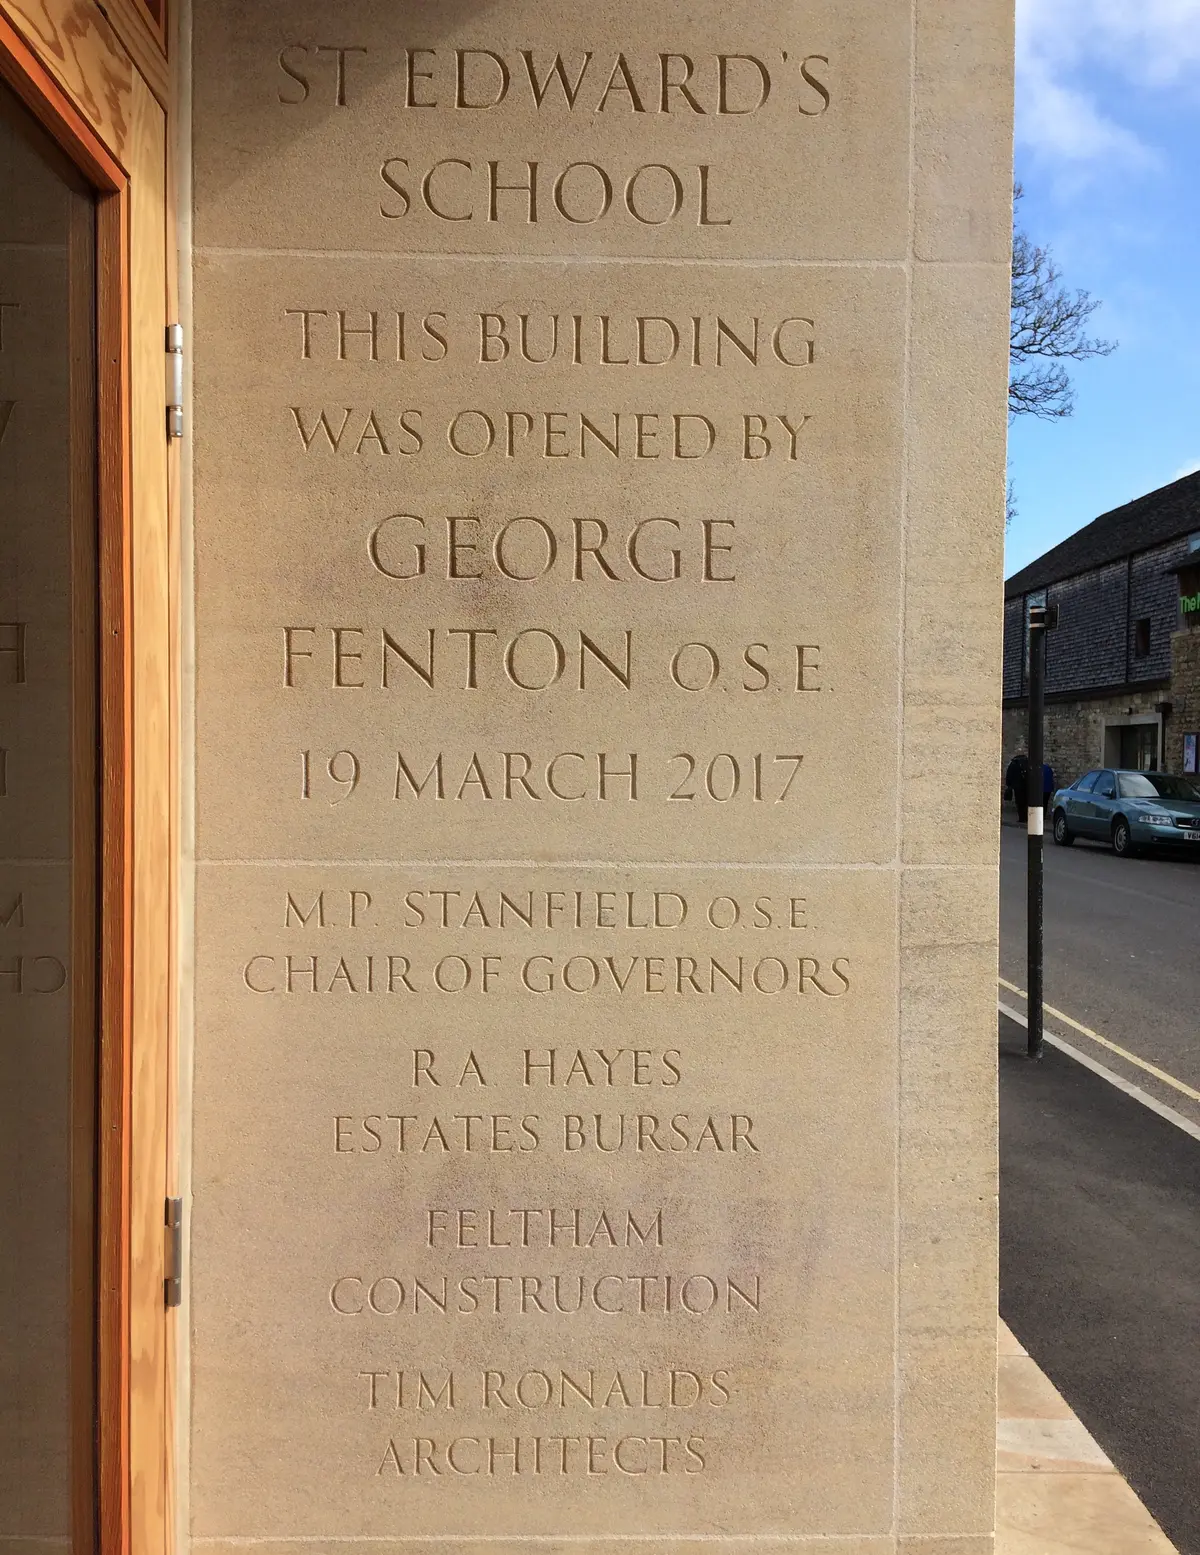 ST EDWARD'S
SCHOOL
THIS BUILDING
WAS OPENED BY
GEORGE
FENTON O.S.E.
19 MARCH 2017
M.P. STANFIELD O.S.E.
CHAIR OF GOVERNORS
R.A. HAYES
ESTATES BURSAR
FELTHAM
CONSTRUCTION
TIM RONALDS
ARCHITECTS